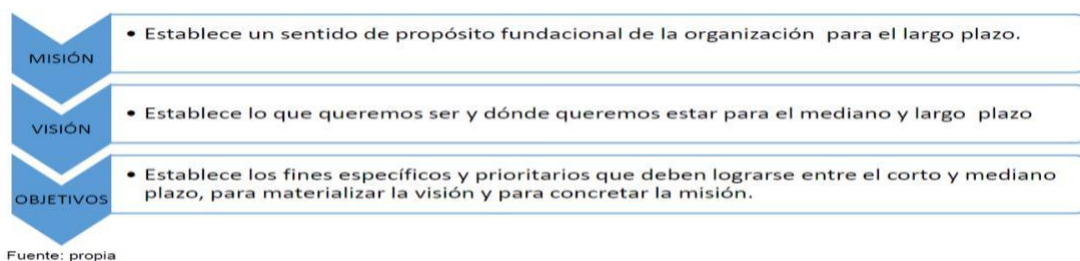 MISIÓN
• Establece un sentido de propósito fundacional de la organización para el largo plazo.
VISIÓN
• Establece lo que queremos ser y dónde queremos estar para el mediano y largo plazo
OBJETIVOS
• Establece los fines específicos y prioritarios que deben lograrse entre el corto y mediano
plazo, para materializar la visión y para concretar la misión.
Fuente: propia